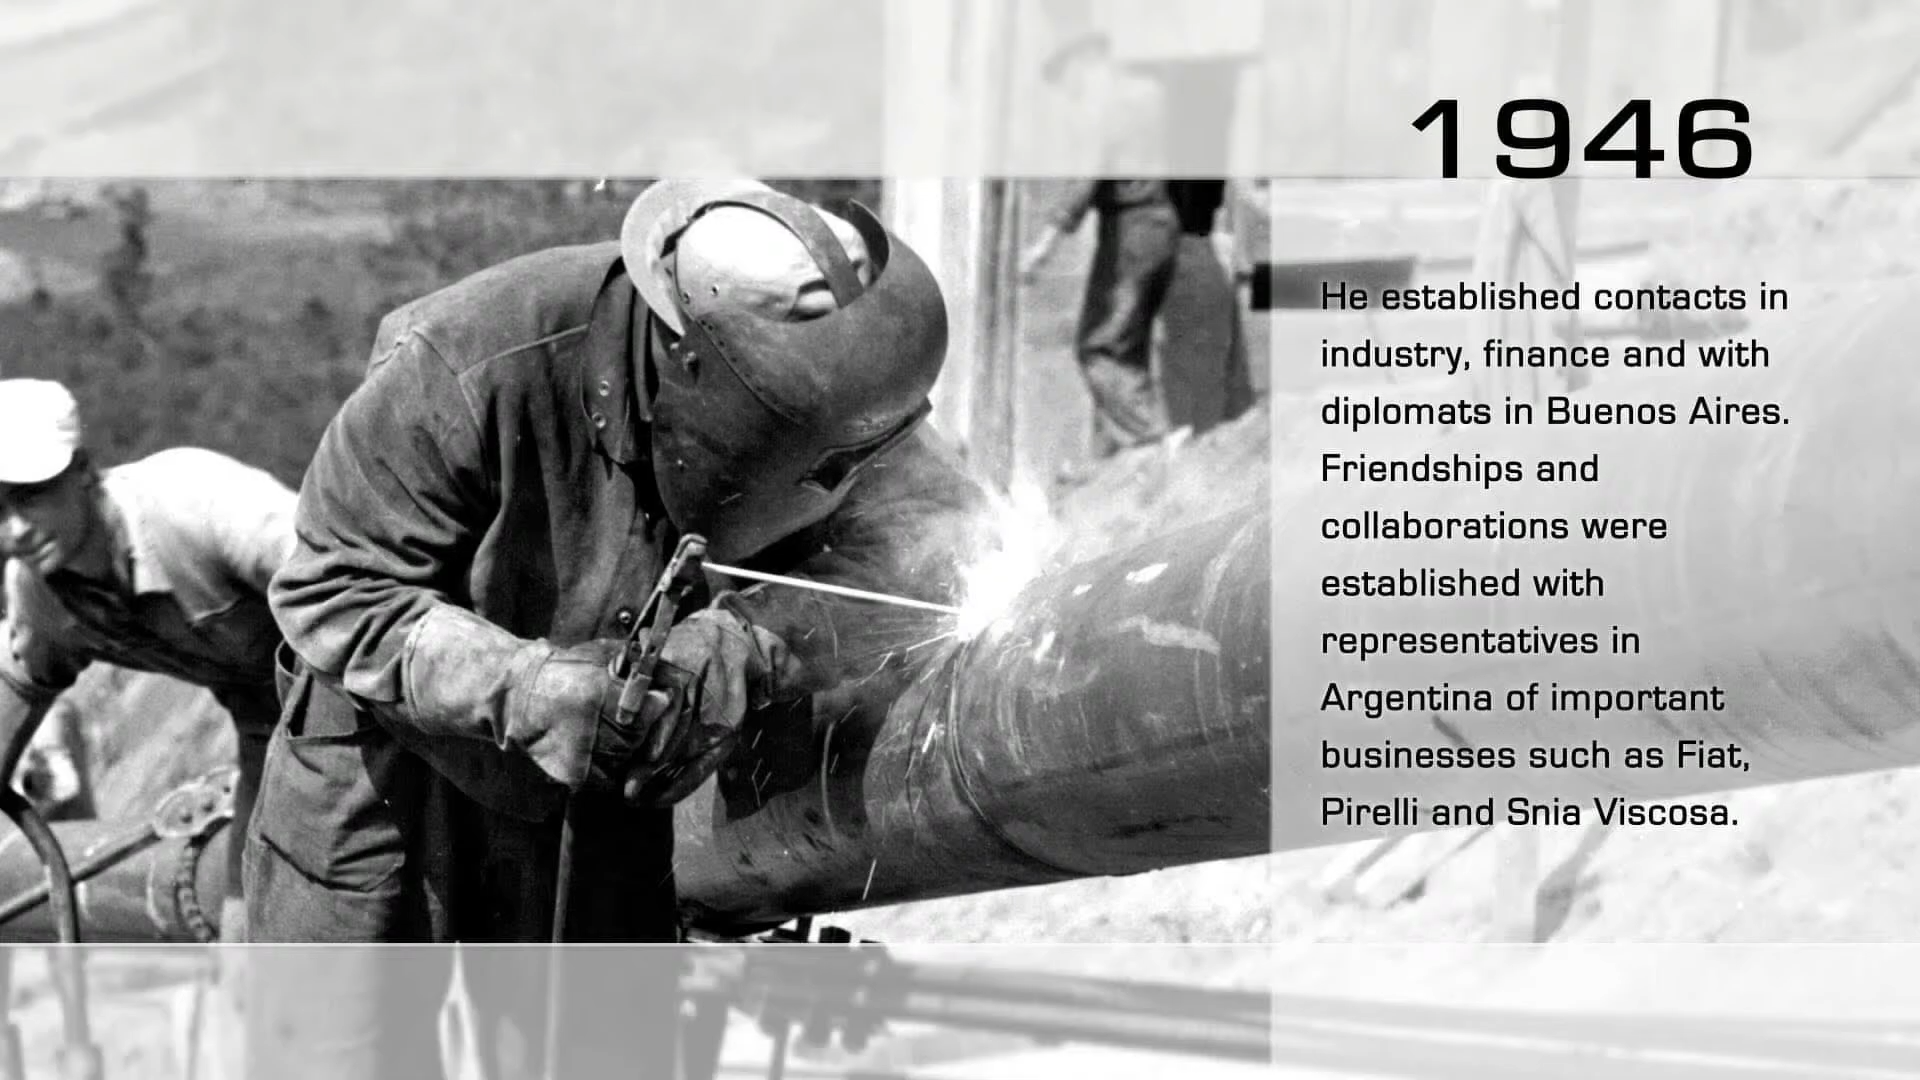 1946
He established contacts in
industry, finance and with
diplomats in Buenos Aires.
Friendships and
collaborations were
established with
representatives in
Argentina of important
businesses such as Fiat,
Pirelli and Snia Viscosa.